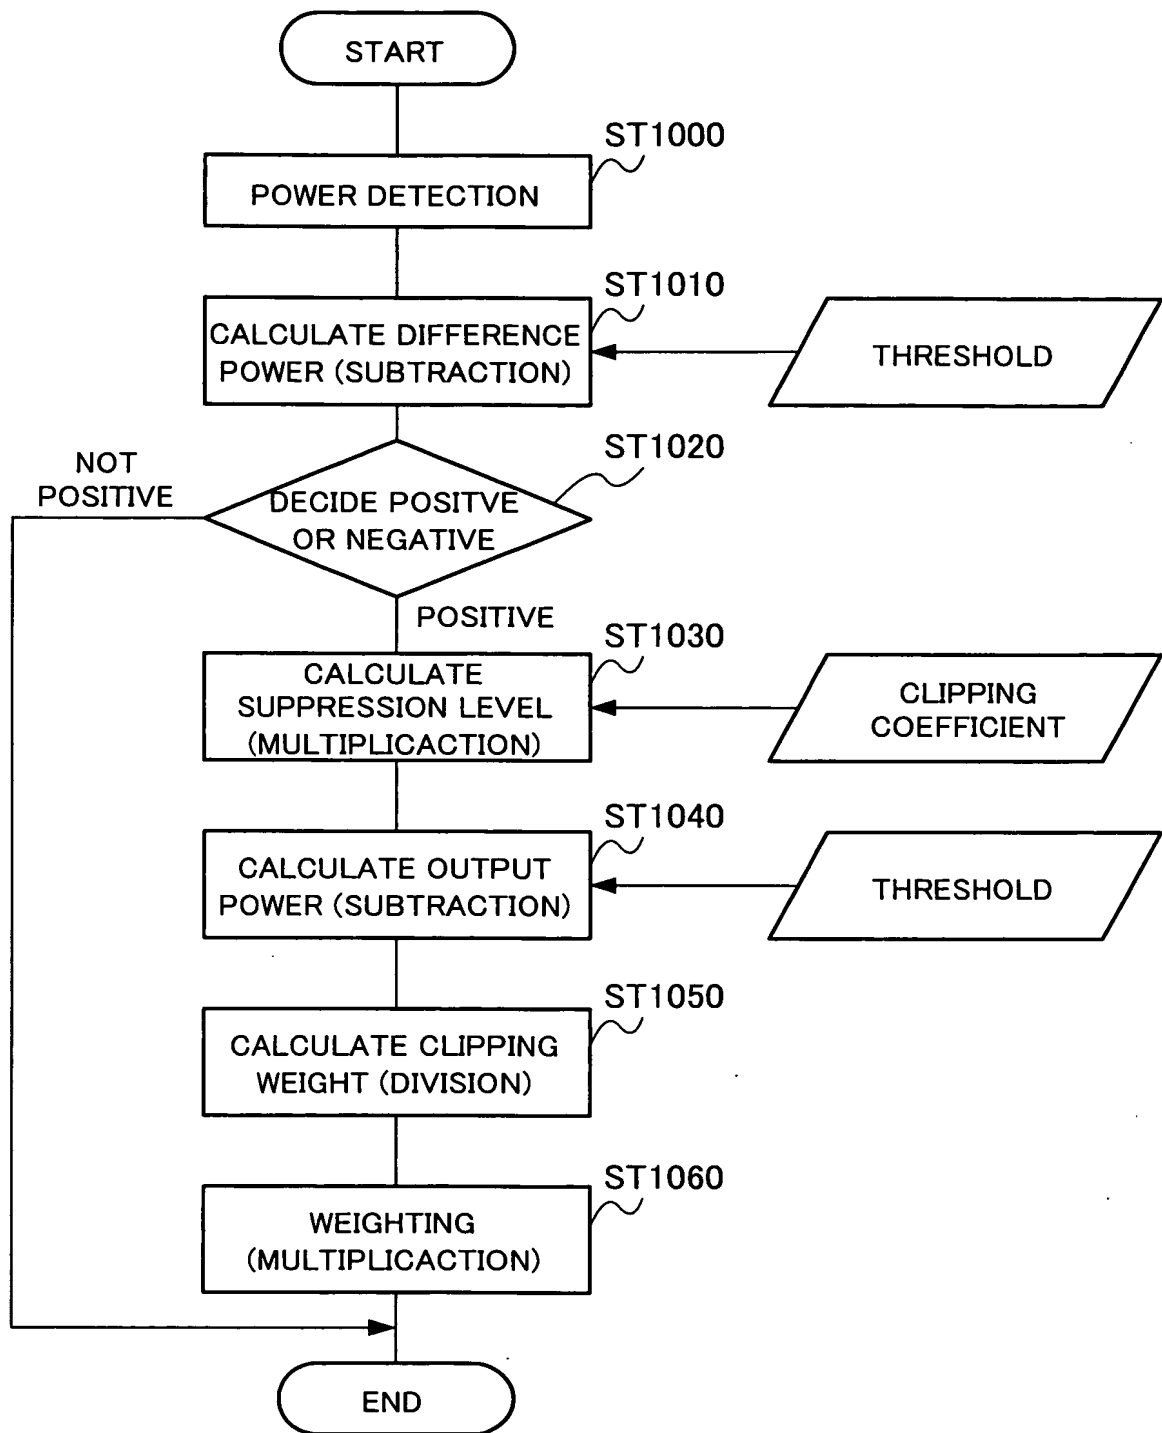 START
ST1000
POWER DETECTION
ST1010
CALCULATE DIFFERENCE
POWER (SUBTRACTION)
THRESHOLD
ST1020
NOT
POSITIVE
DECIDE POSITVE
OR NEGATIVE
POSITIVE
ST1030
CALCULATE
SUPPRESSION LEVEL
(MULTIPLICACTION)
CLIPPING
COEFFICIENT
ST1040
CALCULATE OUTPUT
POWER (SUBTRACTION)
THRESHOLD
ST1050
CALCULATE CLIPPING
WEIGHT (DIVISION)
ST1060
WEIGHTING
(MULTIPLICACTION)
END